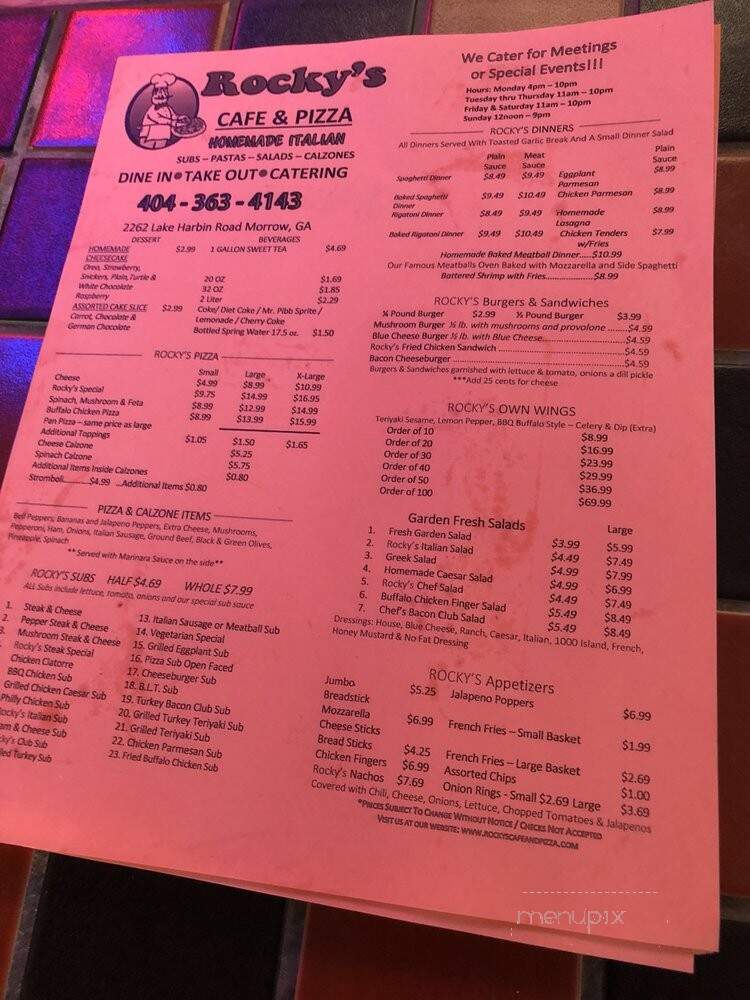 Rocky's
CAFE & PIZZA
HOMEMADE ITALIAN
SUBS – PASTAS – SALADS – CALZONES
DINE IN • TAKE OUT • CATERING
404 - 363 - 4143
2262 Lake Harbin Road Morrow, GA
DESSERT BEVERAGES
HOMEMADE $2.99 1 GALLON SWEET TEA $4.69
CHEESECAKE
Oreo, Strawberry,
Snickers, Plain, Turtle & 20 OZ $1.69
White Chocolate 32 OZ $1.85
Raspberry 2 Liter $2.29
ASSORTED CAKE SLICE $2.99 Coke/ Diet Coke / Mr. Pibb Sprite /
Carrot, Chocolate & Lemonade / Cherry Coke
German Chocolate Bottled Spring Water 17.5 oz. $1.50
ROCKY'S PIZZA
Small Large X-Large
Cheese $4.99 $8.99 $10.99
Rocky's Special $9.75 $14.99 $16.95
Spinach, Mushroom & Feta $8.99 $12.99 $14.99
Buffalo Chicken Pizza $8.99 $13.99 $15.99
Pan Pizza – same price as large
Additional Toppings $1.05 $1.50 $1.65
Cheese Calzone $5.25
Spinach Calzone $5.75
Additional Items Inside Calzones $0.80
Stromboli......$4.99 ...Additional Items $0.80
PIZZA & CALZONE ITEMS
Bell Peppers, Bananas and Jalapeno Peppers, Extra Cheese, Mushrooms,
Pepperoni, Ham, Onions, Italian Sausage, Ground Beef, Black & Green Olives,
Pineapple, Spinach
** Served with Marinara Sauce on the side**
ROCKY'S SUBS HALF $4.69 WHOLE $7.99
ALL Subs include lettuce, tomato, onions and our special sub sauce
1. Steak & Cheese
2. Pepper Steak & Cheese
3. Mushroom Steak & Cheese
Rocky's Steak Special
Chicken Ciatorre
BBQ Chicken Sub
Grilled Chicken Caesar Sub
Philly Chicken Sub
Rocky's Italian Sub
& Cheese Sub
Club Sub
Turkey Sub
13. Italian Sausage or Meatball Sub
14. Vegetarian Special
15. Grilled Eggplant Sub
16. Pizza Sub Open Faced
17. Cheeseburger Sub
18. B.L.T. Sub
19. Turkey Bacon Club Sub
20. Grilled Turkey Teriyaki Sub
21. Grilled Teriyaki Sub
22. Chicken Parmesan Sub
23. Fried Buffalo Chicken Sub
We Cater for Meetings
or Special Events!!!
Hours: Monday 4pm – 10pm
Tuesday thru Thursday 11am – 10pm
Friday & Saturday 11am – 10pm
Sunday 12noon – 9pm
ROCKY'S DINNERS
All Dinners Served With Toasted Garlic Break And A Small Dinner Salad
Plain Sauce Meat Sauce Plain Sauce
Spaghetti Dinner $8.49 $9.49 Eggplant Parmesan $8.99
Baked Spaghetti Dinner $9.49 $10.49 Chicken Parmesan $8.99
Rigatoni Dinner $8.49 $9.49 Homemade Lasagna $8.99
Baked Rigatoni Dinner $9.49 $10.49 Chicken Tenders w/Fries $7.99
Homemade Baked Meatball Dinner.....$10.99
Our Famous Meatballs Oven Baked with Mozzarella and Side Spaghetti
Battered Shrimp with Fries....................$8.99
ROCKY'S Burgers & Sandwiches
¼ Pound Burger $2.99 ½ Pound Burger $3.99
Mushroom Burger ½ lb. with mushrooms and provolone .......$4.59
Blue Cheese Burger ½ lb. with Blue Cheese......................$4.59
Rocky's Fried Chicken Sandwich ......................$4.59
Bacon Cheeseburger ......................$4.59
Burgers & Sandwiches garnished with lettuce & tomato, onions a dill pickle
***Add 25 cents for cheese
ROCKY'S OWN WINGS
Teriyaki Sesame, Lemon Pepper, BBQ Buffalo Style – Celery & Dip (Extra)
Order of 10 $8.99
Order of 20 $16.99
Order of 30 $23.99
Order of 40 $29.99
Order of 50 $36.99
Order of 100 $69.99
Garden Fresh Salads Large
1. Fresh Garden Salad $3.99 $5.99
2. Rocky's Italian Salad $4.49 $7.49
3. Greek Salad $4.99 $7.99
4. Homemade Caesar Salad $4.99 $6.99
5. Rocky's Chef Salad $4.49 $7.49
6. Buffalo Chicken Finger Salad $5.49 $8.49
7. Chef's Bacon Club Salad $5.49 $8.49
Dressings: House, Blue Cheese, Ranch, Caesar, Italian, 1000 Island, French,
Honey Mustard & No Fat Dressing
ROCKY'S Appetizers
Jumbo $5.25 Jalapeno Poppers $6.99
Breadstick
Mozzarella $6.99 French Fries – Small Basket $1.99
Cheese Sticks
Bread Sticks $4.25 French Fries – Large Basket $2.69
Chicken Fingers $6.99 Assorted Chips $1.00
Rocky's Nachos $7.69 Onion Rings - Small $2.69 Large $3.69
Covered with Chili, Cheese, Onions, Lettuce, Chopped Tomatoes & Jalapenos
*PRICES SUBJECT TO CHANGE WITHOUT NOTICE / CHECKS NOT ACCEPTED
VISIT US AT OUR WEBSITE: WWW.ROCKYSCAFEANDPIZZA.COM
menupix